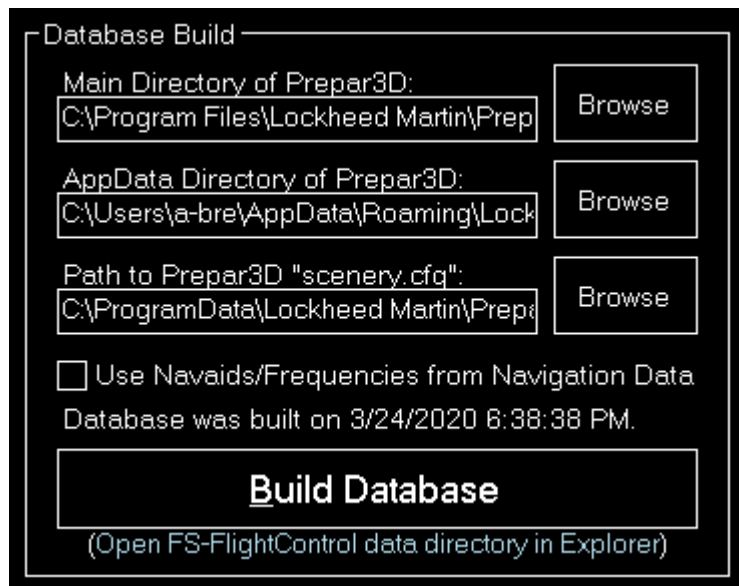 Database Build
Main Directory of Prepar3D:
C:\Program Files\Lockheed Martin\Prep
Browse
AppData Directory of Prepar3D:
C:\Users\a-bre\AppData\Roaming\Lock
Browse
Path to Prepar3D "scenery.cfg":
C:\ProgramData\Lockheed Martin\Prepa
Browse
Use Navaids/Frequencies from Navigation Data
Database was built on 3/24/2020 6:38:38 PM.
Build Database
(Open FS-FlightControl data directory in Explorer)